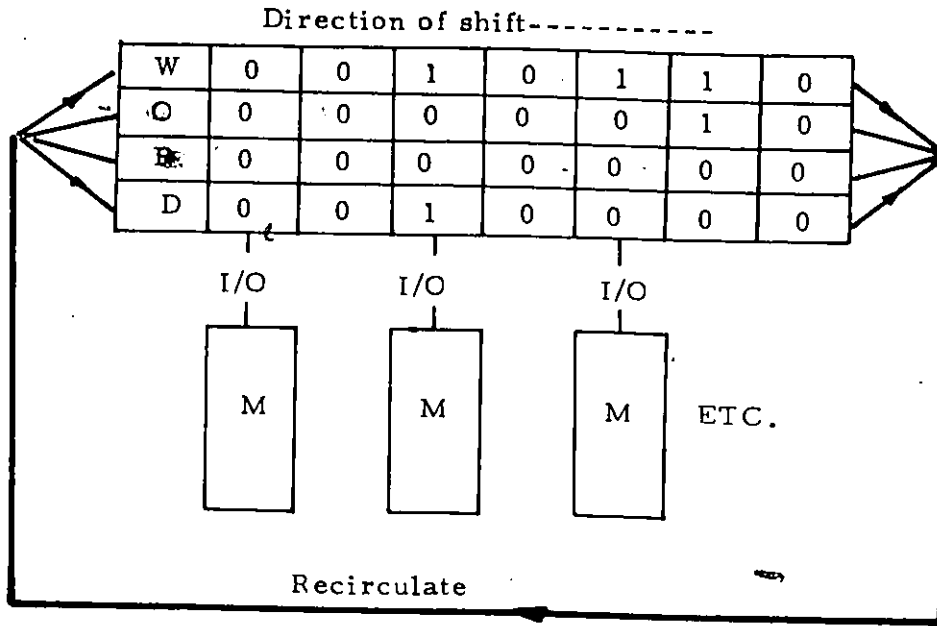 Direction of shift-----------
W 0 0 1 0 1 1 0
O 0 0 0 0 0 1 0
0 0 0 0 0 0 0
D 0 0 1 0 0 0 0
I/O I/O I/O
M M M ETC.
Recirculate